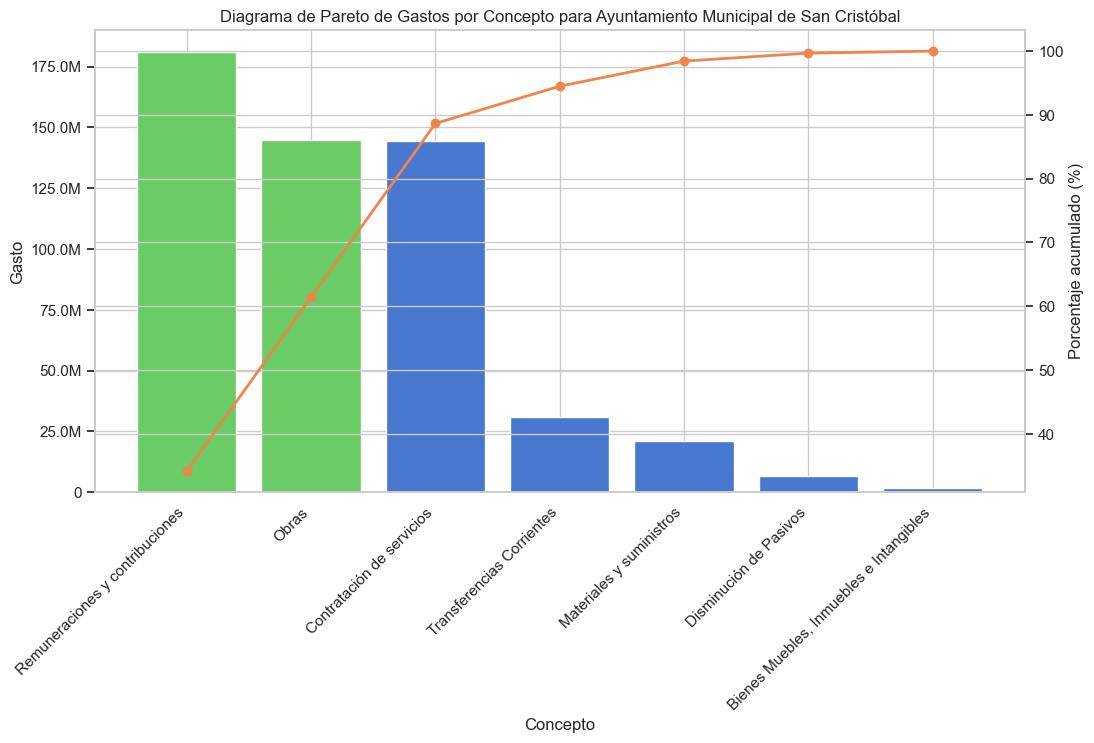 Diagrama de Pareto de Gastos por Concepto para Ayuntamiento Municipal de San Cristóbal
175.0M
150.0M
125.0M
100.0M
75.0M
50.0M
25.0M
0
Gasto
100
90
80
70
60
50
40
Porcentaje acumulado (%)
Remuneraciones y contribuciones
Obras
Contratación de servicios
Transferencias Corrientes
Materiales y suministros
Disminución de Pasivos
Bienes Muebles, Inmuebles e Intangibles
Concepto